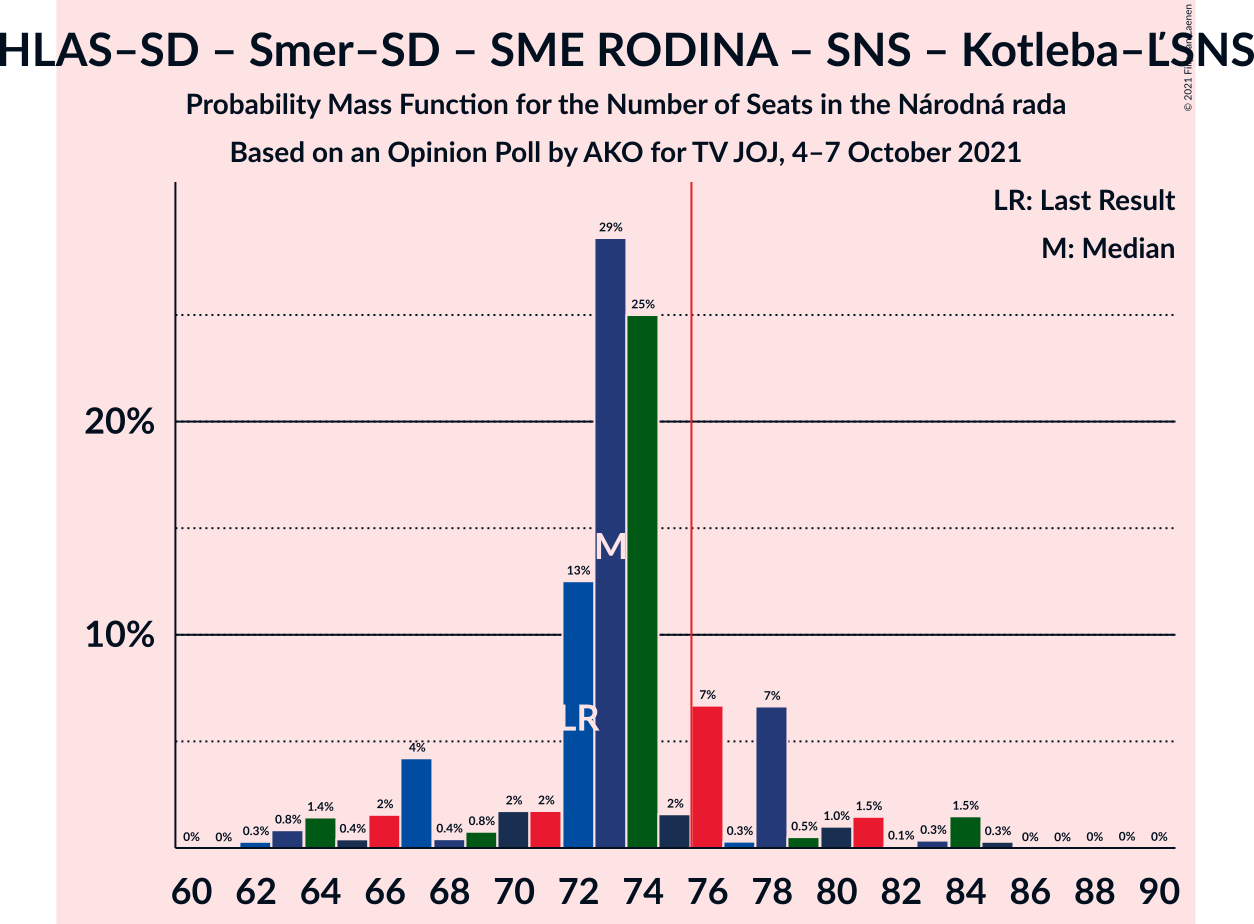 HLAS–SD – Smer–SD – SME RODINA – SNS – Kotleba–ĽSNS
Probability Mass Function for the Number of Seats in the Národná rada
Based on an Opinion Poll by AKO for TV JOJ, 4–7 October 2021
© 2021
LR: Last Result
M: Median
29%
25%
20%
M
13%
10%
7% 7%
LR
4%
0% 0% 0.3% 0.8% 1.4% 0.4% 2% 0.4% 0.8% 2% 2% 2% 0.3% 0.5% 1.0% 1.5% 0.1% 0.3% 1.5% 0.3% 0% 0% 0% 0% 0%
60 62 64 66 68 70 72 74 76 78 80 82 84 86 88 90